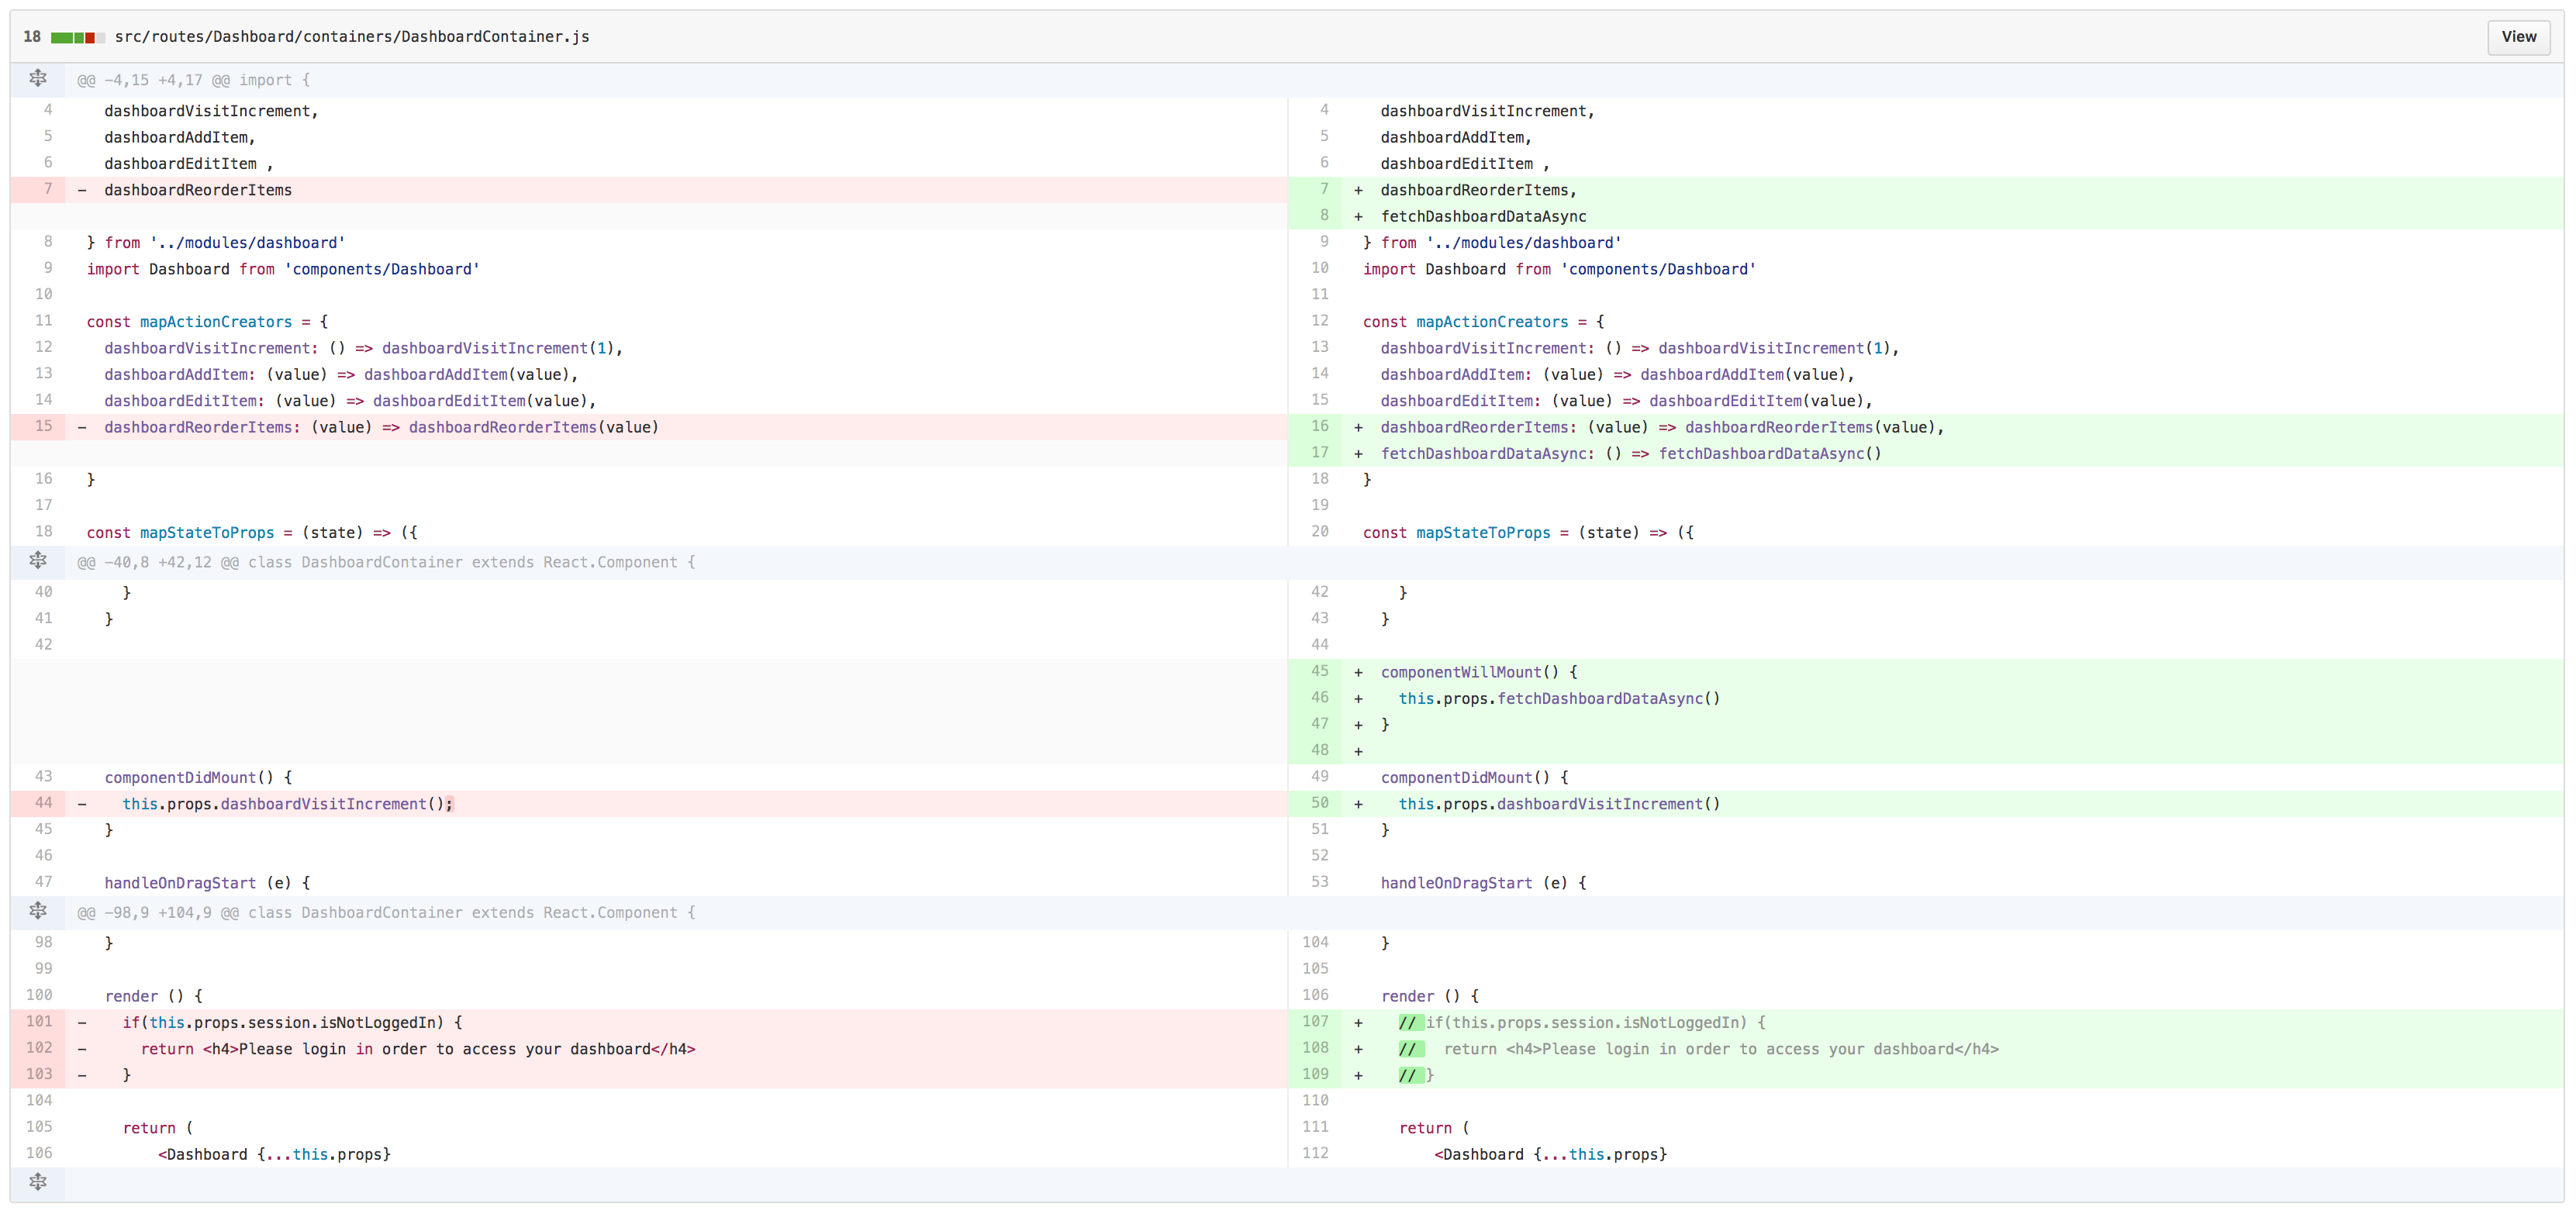 18 src/routes/Dashboard/containers/DashboardContainer.js View
@@ -4,15 +4,17 @@ import {
4 dashboardVisitIncrement, 4 dashboardVisitIncrement,
5 dashboardAddItem, 5 dashboardAddItem,
6 dashboardEditItem , 6 dashboardEditItem ,
7 - dashboardReorderItems 7 + dashboardReorderItems,
8 + fetchDashboardDataAsync
8 } from '../modules/dashboard' 9 } from '../modules/dashboard'
9 import Dashboard from 'components/Dashboard' 10 import Dashboard from 'components/Dashboard'
10 11
11 const mapActionCreators = { 12 const mapActionCreators = {
12 dashboardVisitIncrement: () => dashboardVisitIncrement(1), 13 dashboardVisitIncrement: () => dashboardVisitIncrement(1),
13 dashboardAddItem: (value) => dashboardAddItem(value), 14 dashboardAddItem: (value) => dashboardAddItem(value),
14 dashboardEditItem: (value) => dashboardEditItem(value), 15 dashboardEditItem: (value) => dashboardEditItem(value),
15 - dashboardReorderItems: (value) => dashboardReorderItems(value) 16 + dashboardReorderItems: (value) => dashboardReorderItems(value),
17 + fetchDashboardDataAsync: () => fetchDashboardDataAsync()
16 } 18 }
17 19
18 const mapStateToProps = (state) => ({ 20 const mapStateToProps = (state) => ({
@@ -40,8 +42,12 @@ class DashboardContainer extends React.Component {
40 } 42 }
41 } 43 }
42 44
45 + componentWillMount() {
46 + this.props.fetchDashboardDataAsync()
47 + }
48 +
43 componentDidMount() { 49 componentDidMount() {
44 - this.props.dashboardVisitIncrement(); 50 + this.props.dashboardVisitIncrement()
45 } 51 }
46 52
47 handleOnDragStart (e) { 53 handleOnDragStart (e) {
@@ -98,9 +104,9 @@ class DashboardContainer extends React.Component {
98 } 104 }
99 105
100 render () { 106 render () {
101 - if(this.props.session.isNotLoggedIn) { 107 + // if(this.props.session.isNotLoggedIn) {
102 - return <h4>Please login in order to access your dashboard</h4> 108 + // return <h4>Please login in order to access your dashboard</h4>
103 - } 109 + // }
104 110
105 return ( 111 return (
106 <Dashboard {...this.props} 112 <Dashboard {...this.props}